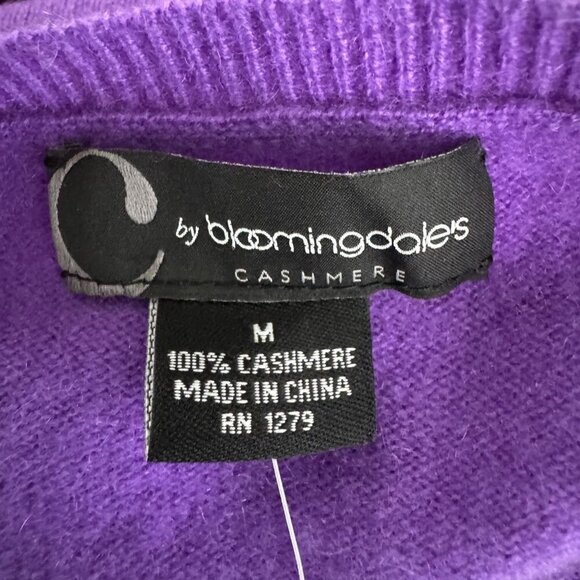 C by bloomingdale's
CASHMERE
M
100% CASHMERE
MADE IN CHINA
RN 1279